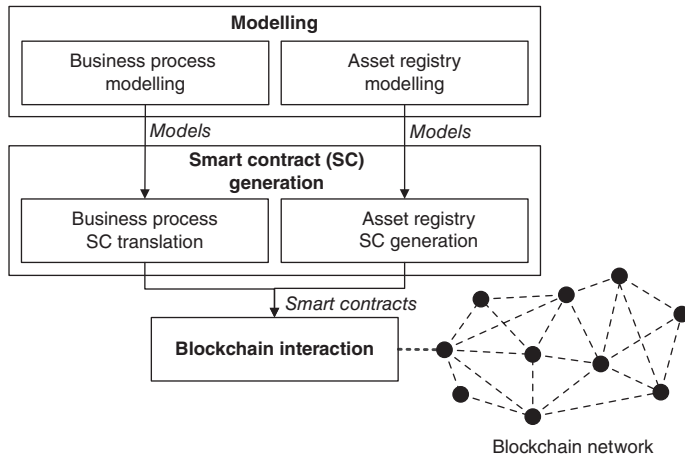 Modelling
Business process
modelling
Asset registry
modelling
Models
Models
Smart contract (SC)
generation
Business process
SC translation
Asset registry
SC generation
Smart contracts
Blockchain interaction
Blockchain network